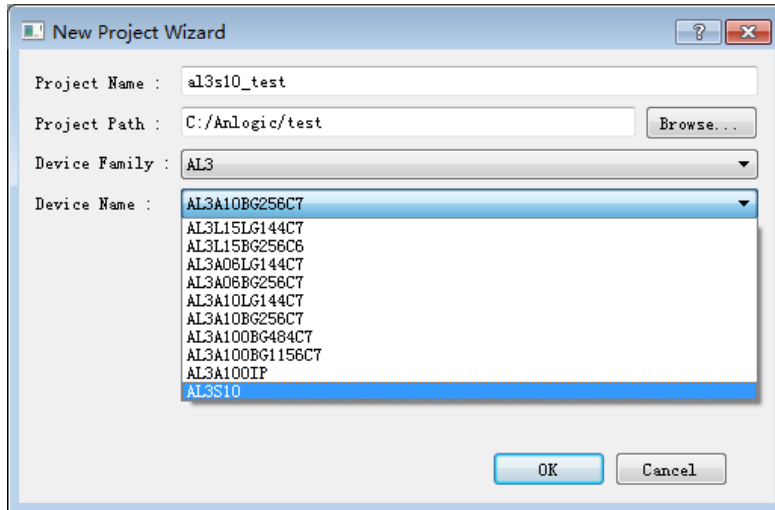 New Project Wizard
Project Name : al3s10_test
Project Path : C:/Anlogic/test Browse...
Device Family : AL3
Device Name : AL3A10BG256C7
AL3L15LG144C7
AL3L15BG256C6
AL3A06LG144C7
AL3A06BG256C7
AL3A10LG144C7
AL3A10BG256C7
AL3A100BG484C7
AL3A100BG1156C7
AL3A100IP
AL3S10
OK Cancel